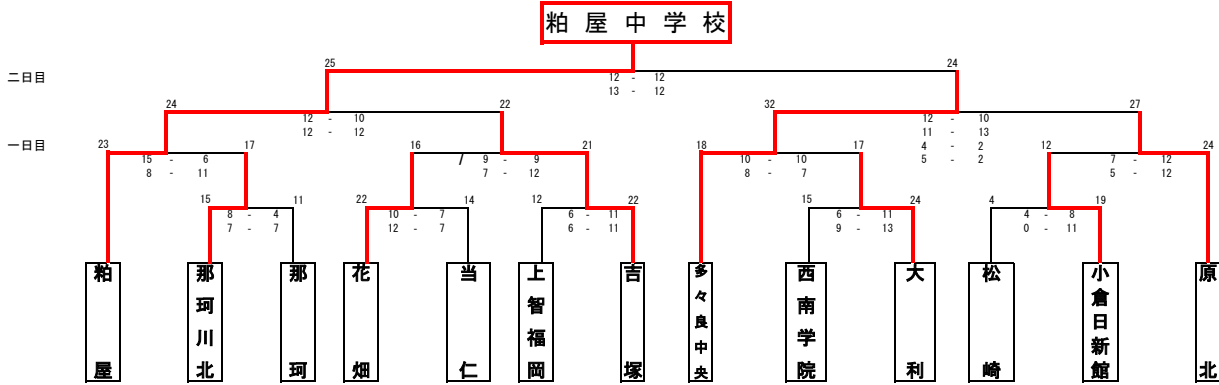 粕屋中学校
25 24
二日目 12 - 12
13 - 12
24 22 32 27
12 - 10 12 - 10
12 - 12 11 - 13
一日目 4 - 2
5 - 2
23 17 16 21 18 17 12 24
15 - 6 / 9 - 9 10 - 10 7 - 12
8 - 11 7 - 12 8 - 7 5 - 12
15 11 22 14 12 22 15 24 4 19
8 - 4 10 - 7 6 - 11 6 - 11 4 - 8
7 - 7 12 - 7 6 - 11 9 - 13 0 - 11
粕屋
那珂川北
那珂
花畑
当仁
上智福岡
吉塚
多々良中央
西南学院
大利
松崎
小倉日新館
原北